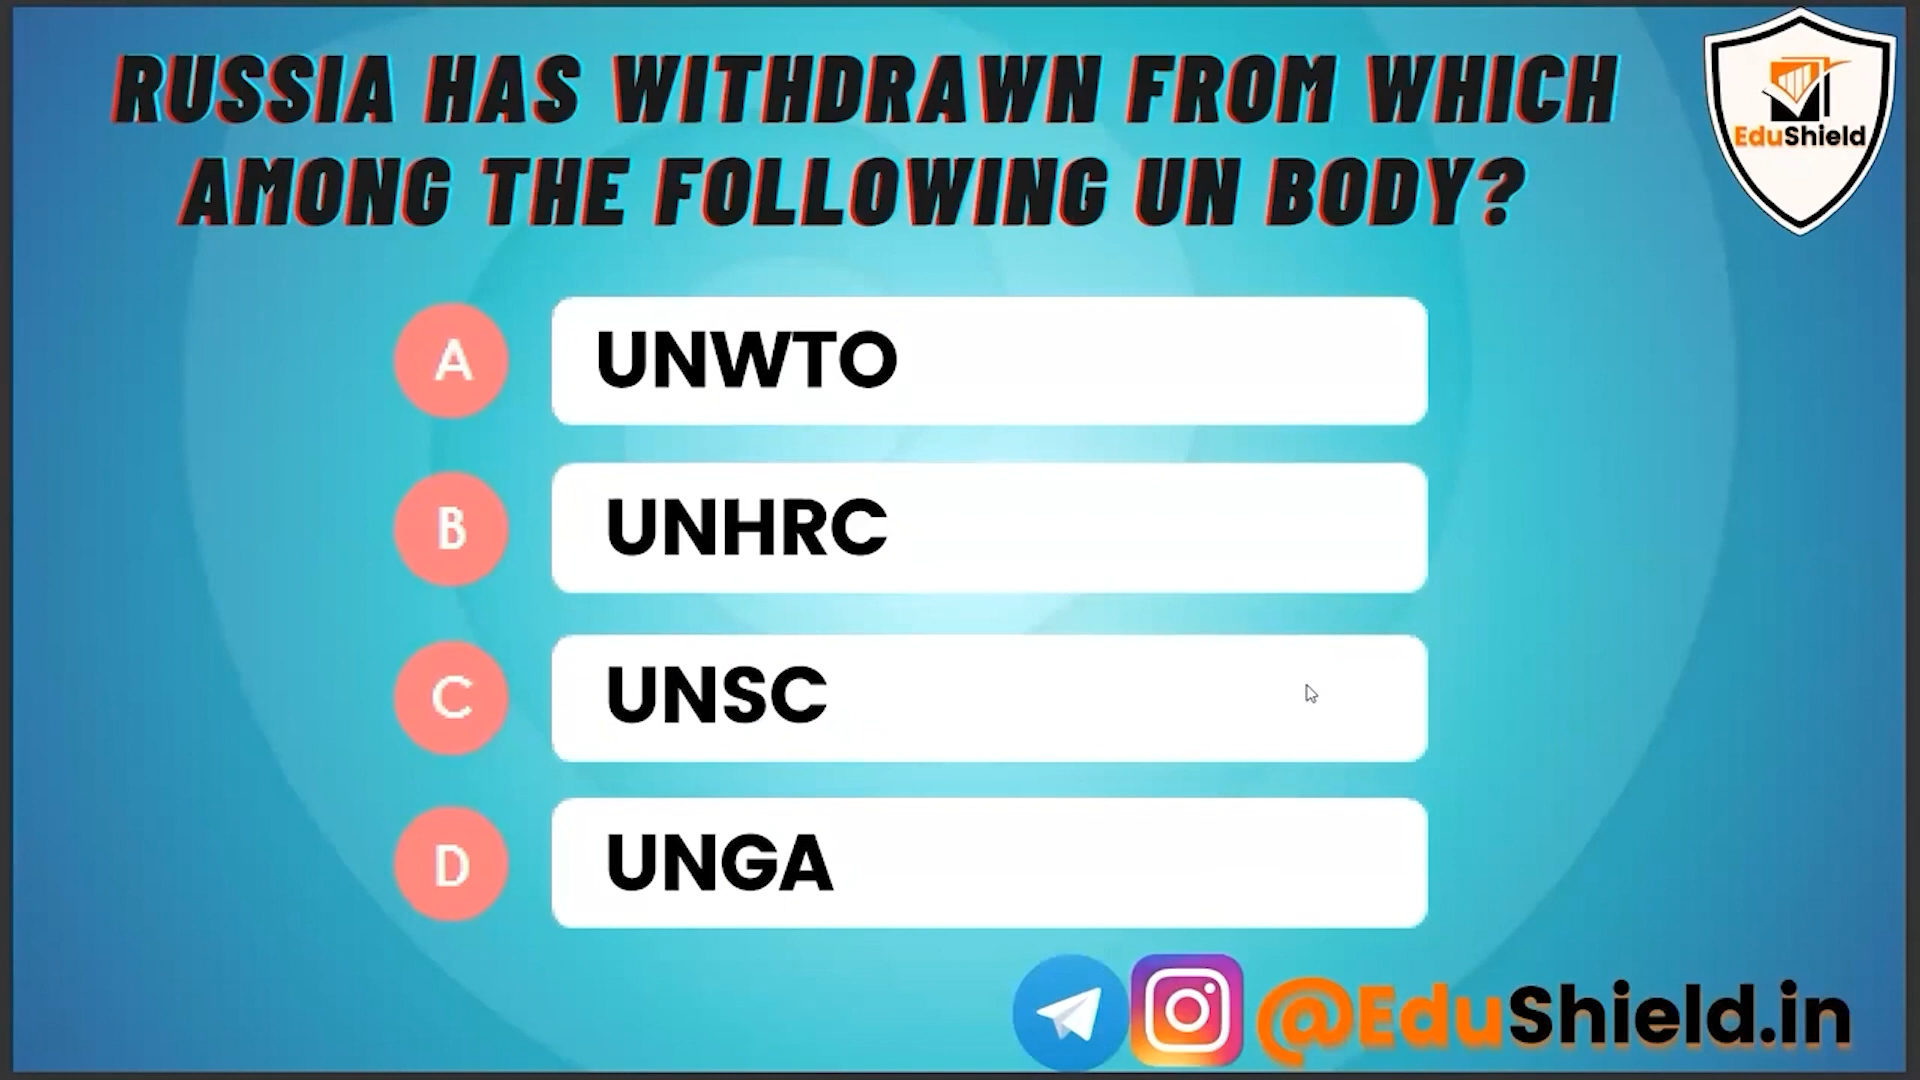 RUSSIA HAS WITHDRAWN FROM WHICH
AMONG THE FOLLOWING UN BODY?
EduShield
A UNWTO
B UNHRC
C UNSC
D UNGA
@EduShield.in